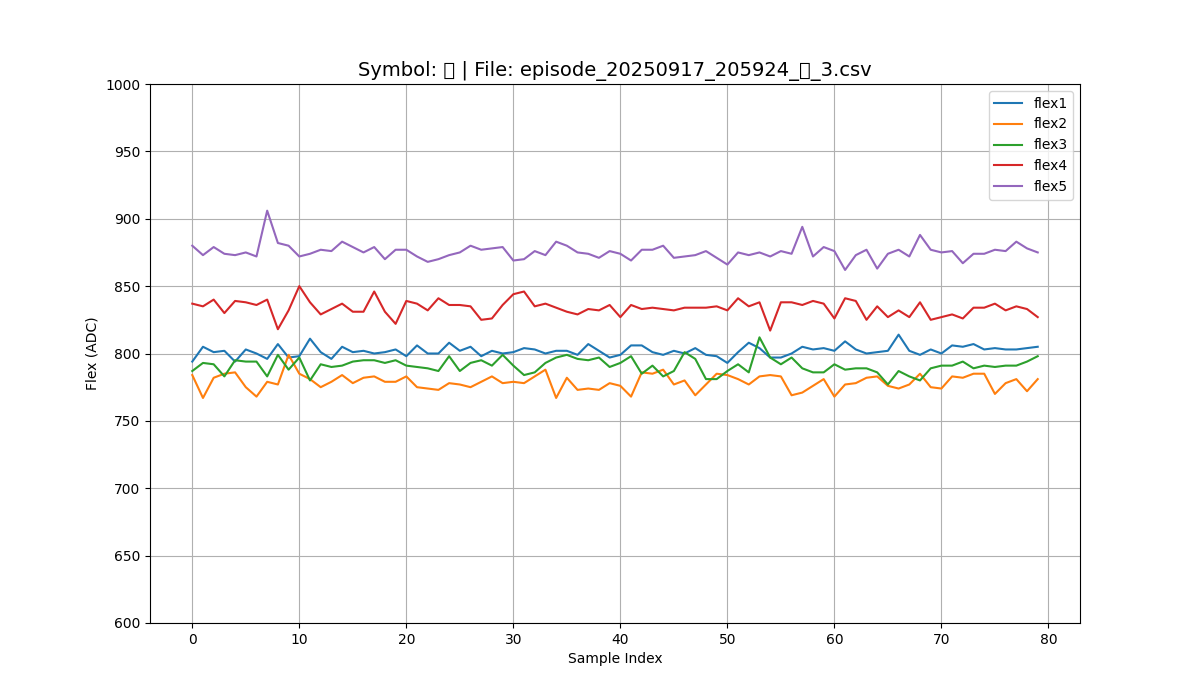 Symbol: ▯ | File: episode_20250917_205924_▯_3.csv
1000
950
900
850
800
750
700
650
600
Flex (ADC)
0 10 20 30 40 50 60 70 80
Sample Index
flex1
flex2
flex3
flex4
flex5